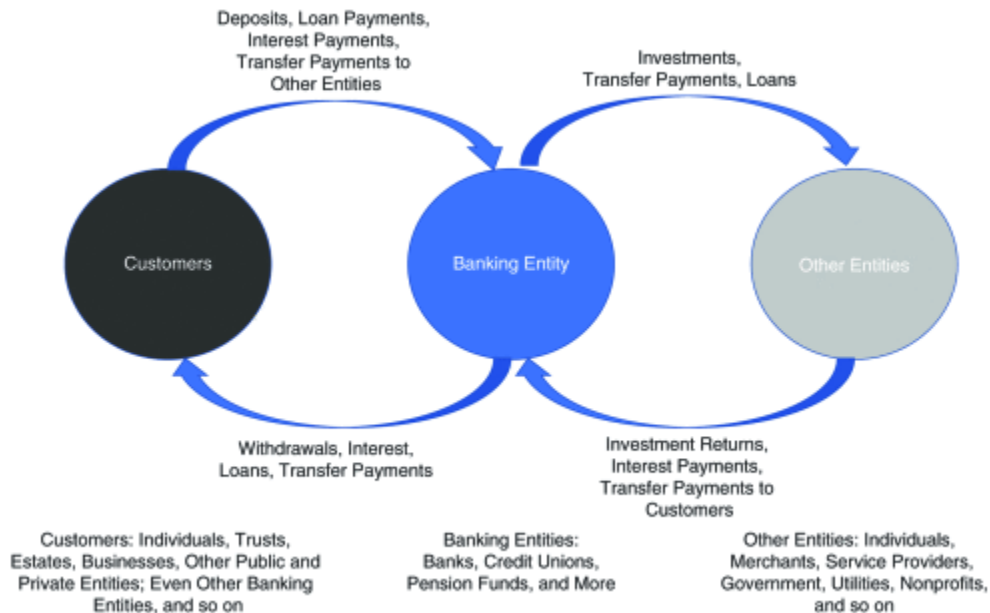 Deposits, Loan Payments,
Interest Payments,
Transfer Payments to
Other Entities
Investments,
Transfer Payments, Loans
Customers
Banking Entity
Other Entities
Withdrawals, Interest,
Loans, Transfer Payments
Investment Returns,
Interest Payments,
Transfer Payments to
Customers
Customers: Individuals, Trusts,
Estates, Businesses, Other Public and
Private Entities; Even Other Banking
Entities, and so on
Banking Entities:
Banks, Credit Unions,
Pension Funds, and More
Other Entities: Individuals,
Merchants, Service Providers,
Government, Utilities, Nonprofits,
and so on